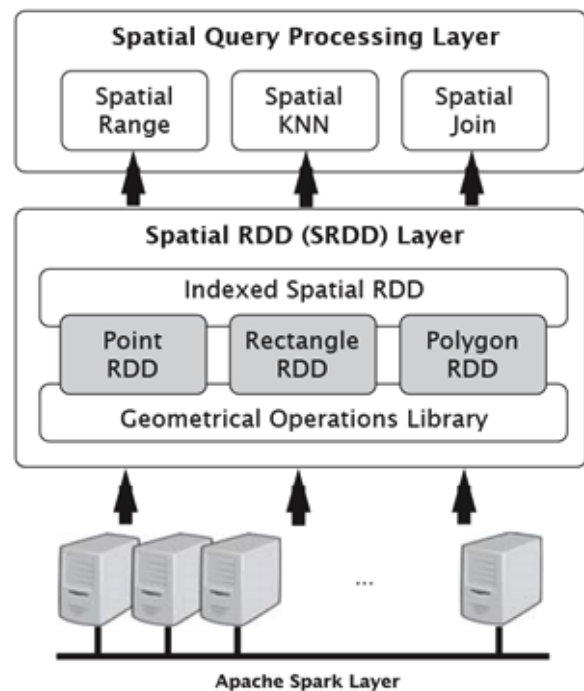 Spatial Query Processing Layer
Spatial
Range
Spatial
KNN
Spatial
Join
Spatial RDD (SRDD) Layer
Indexed Spatial RDD
Point
RDD
Rectangle
RDD
Polygon
RDD
Geometrical Operations Library
...
Apache Spark Layer